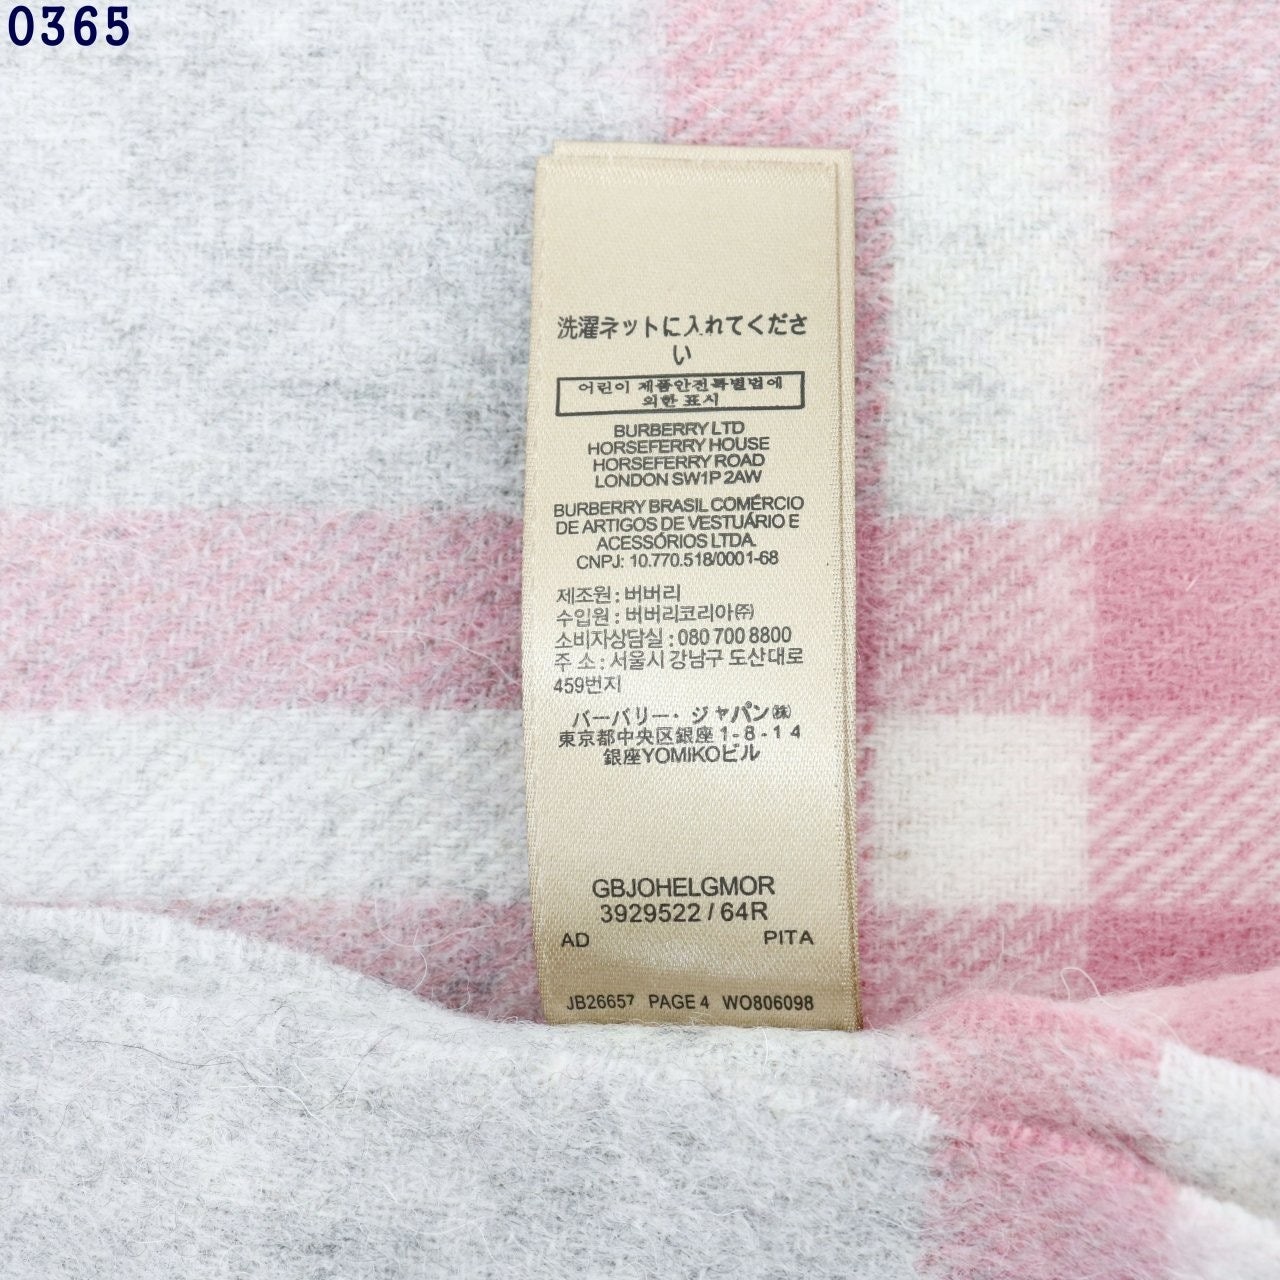 0365
洗濯ネットに入れてくださ
い
어린이 제품안전특별법에
의한 표시
BURBERRY LTD
HORSEFERRY HOUSE
HORSEFERRY ROAD
LONDON SW1P 2AW
BURBERRY BRASIL COMÉRCIO
DE ARTIGOS DE VESTUÁRIO E
ACESSÓRIOS LTDA.
CNPJ: 10.770.518/0001-68
제조원 : 버버리
수입원 : 버버리코리아㈜
소비자상담실 : 080 700 8800
주 소 : 서울시 강남구 도산대로
459번지
バーバリー・ジャパン㈱
東京都中央区銀座 1 - 8 - 1 4
銀座YOMIKOビル
GBJOHELGMOR
3929522 / 64R
AD PITA
JB26657 PAGE 4 WO806098